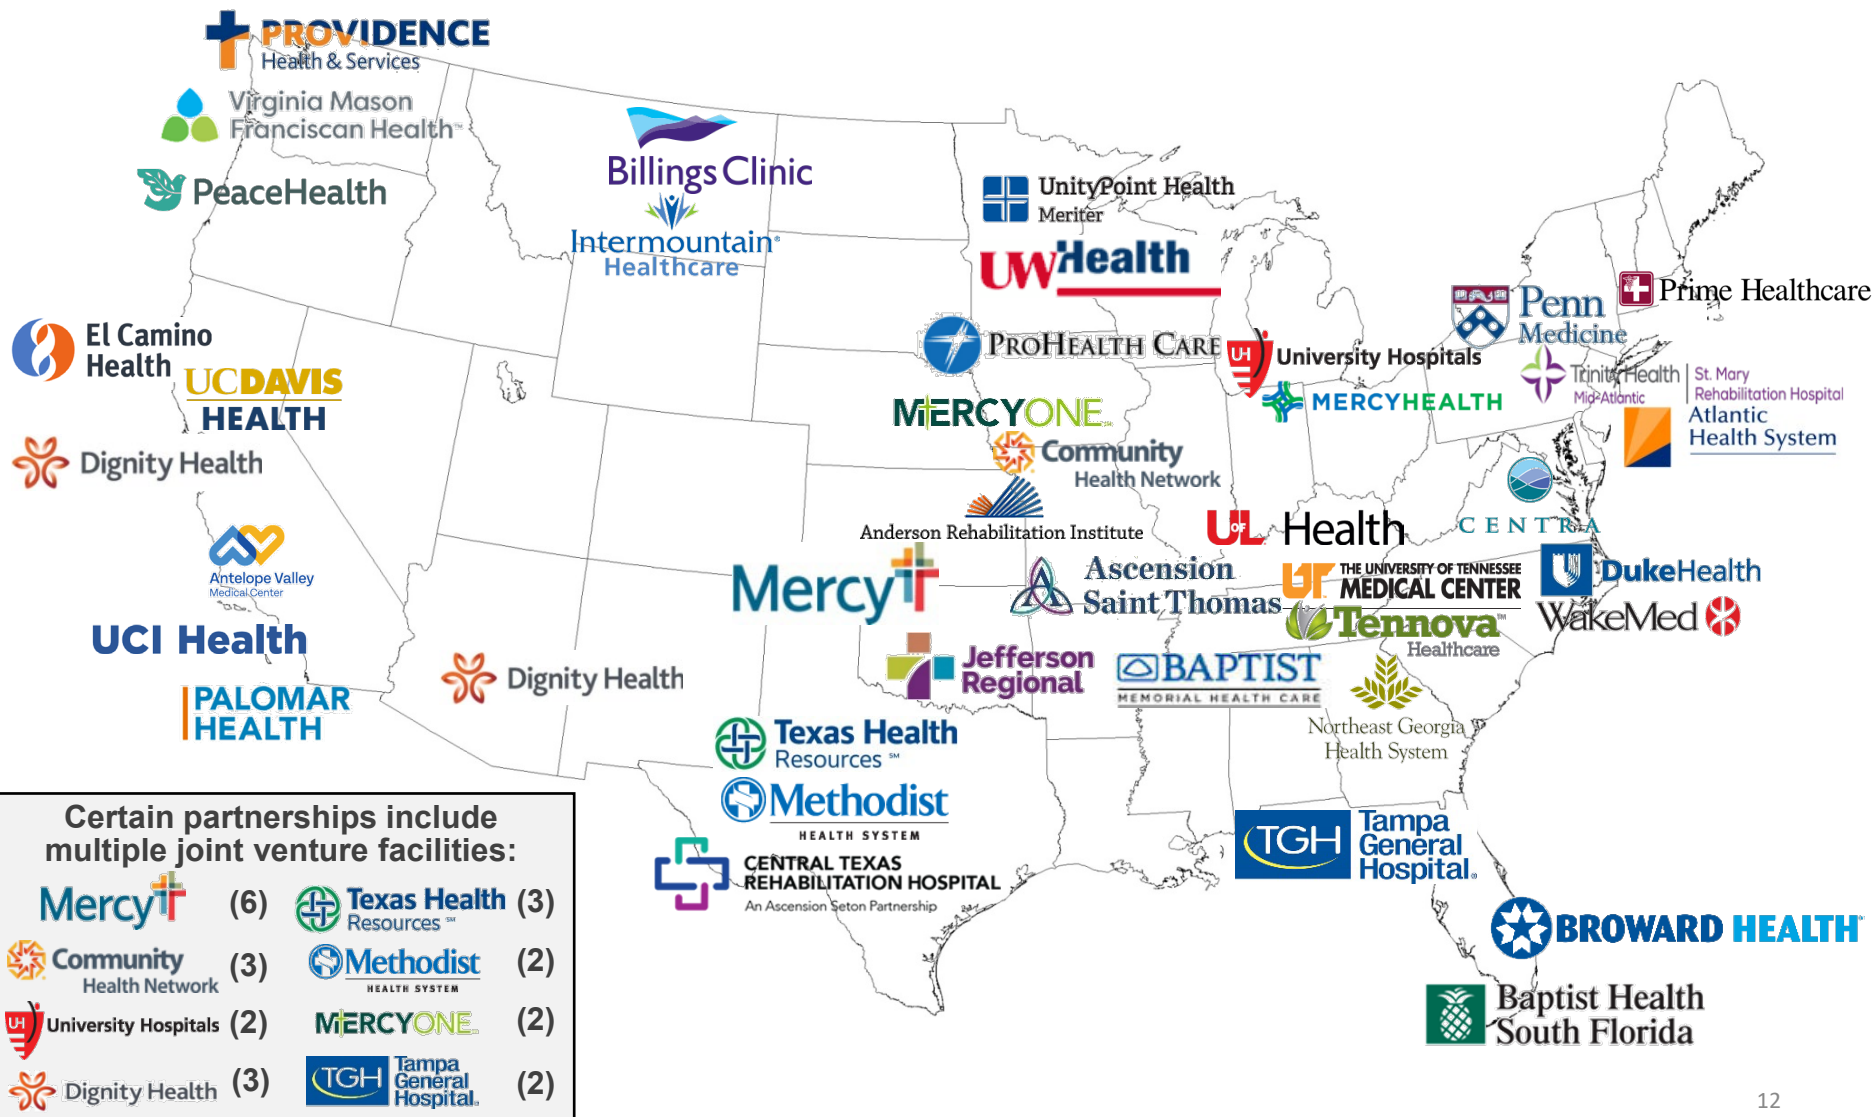 PROVIDENCE
Health & Services
Virginia Mason
Franciscan Health™
PeaceHealth
Billings Clinic
Intermountain®
Healthcare
UnityPoint Health
Meriter
UWHealth
Prime Healthcare
Penn
Medicine
El Camino
Health
UCDAVIS
HEALTH
Dignity Health
PROHEALTH CARE
UH University Hospitals
MERCYHEALTH
Trinity Health
Mid-Atlantic
St. Mary
Rehabilitation Hospital
Atlantic
Health System
MERCYONE
Community
Health Network
Anderson Rehabilitation Institute
UOFL Health
CENTRA
Antelope Valley
Medical Center
Mercy
Ascension
Saint Thomas
UT THE UNIVERSITY OF TENNESSEE
MEDICAL CENTER
DukeHealth
Tennova™
Healthcare
WakeMed
UCI Health
PALOMAR
HEALTH
Dignity Health
Jefferson
Regional
BAPTIST
MEMORIAL HEALTH CARE
Northeast Georgia
Health System
Texas Health
Resources SM
Methodist
HEALTH SYSTEM
CENTRAL TEXAS
REHABILITATION HOSPITAL
An Ascension Seton Partnership
TGH
Tampa
General
Hospital®
BROWARD HEALTH
Baptist Health
South Florida
Certain partnerships include
multiple joint venture facilities:
Mercy (6)
Texas Health
Resources SM (3)
Community
Health Network (3)
Methodist
HEALTH SYSTEM (2)
UH University Hospitals (2)
MERCYONE (2)
Dignity Health (3)
TGH
Tampa
General
Hospital® (2)
12